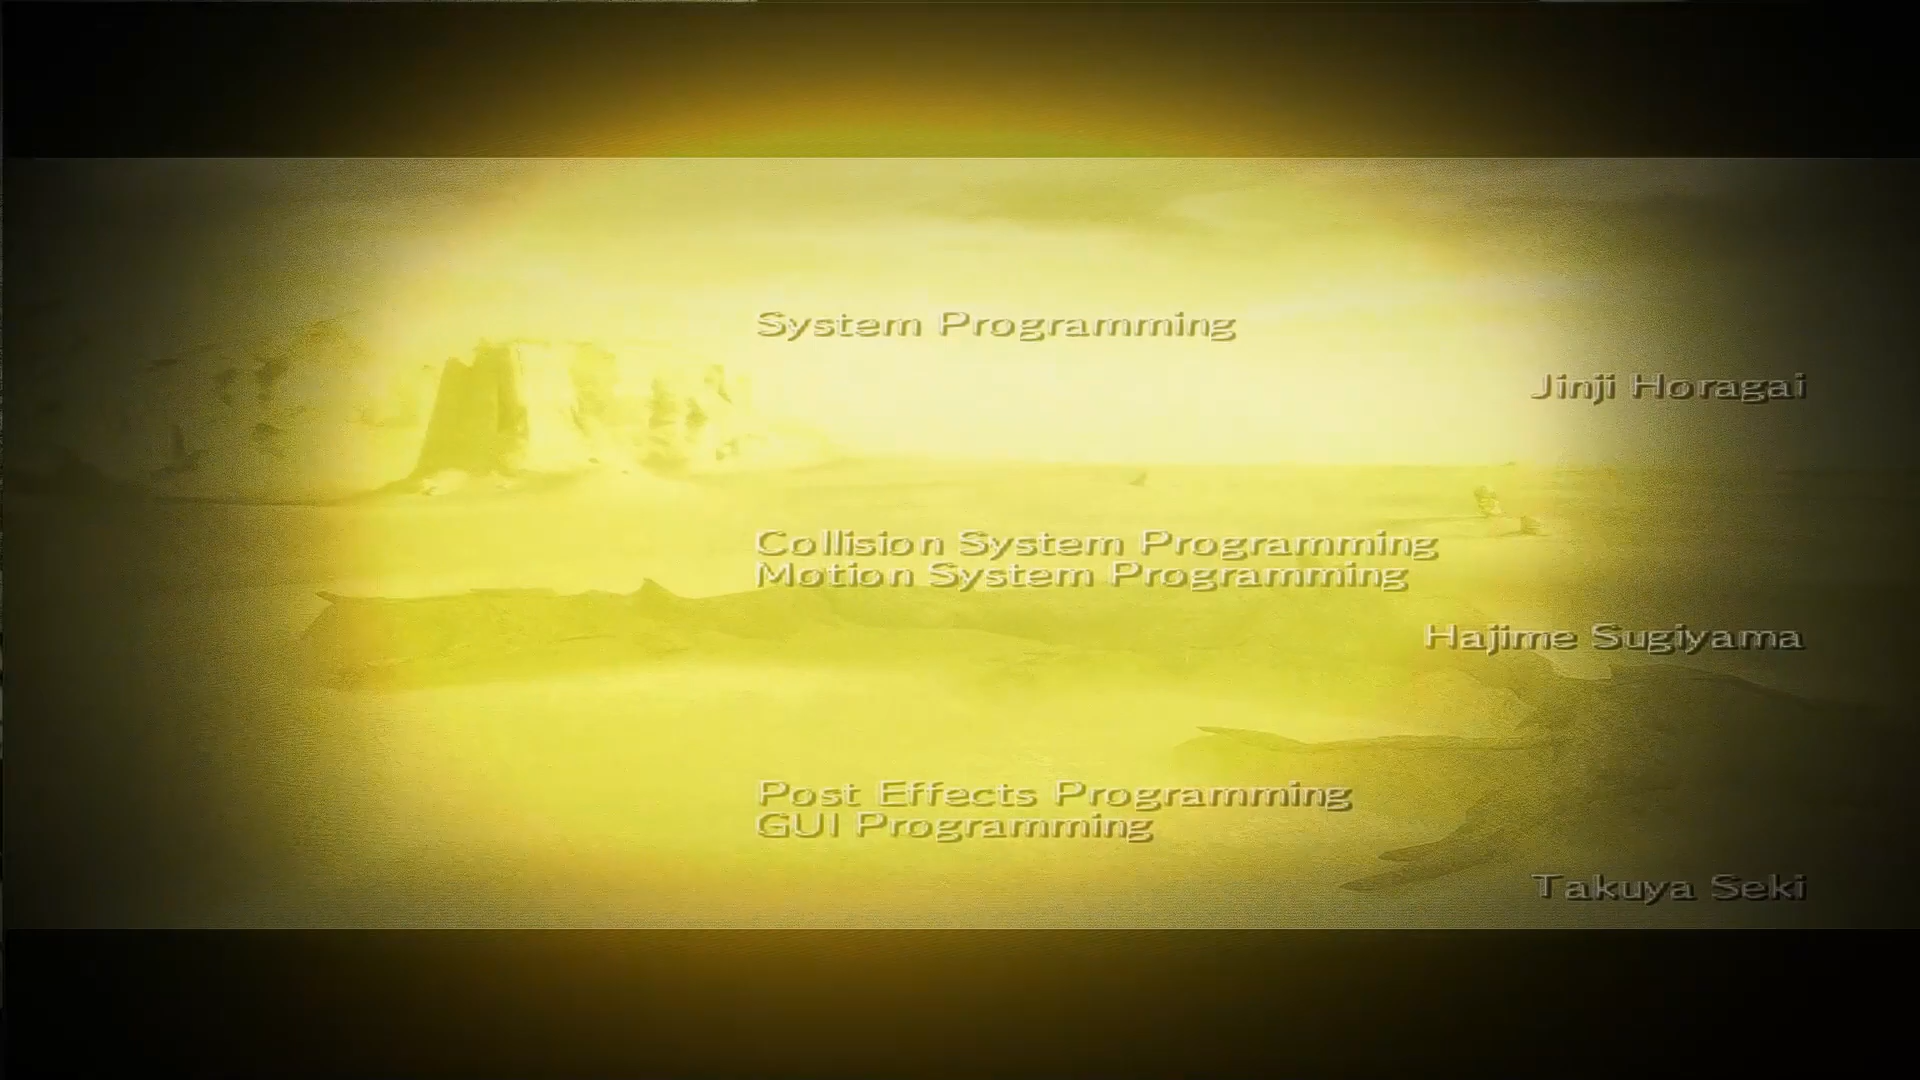 System Programming
Jinji Horagai
Collision System Programming
Motion System Programming
Hajime Sugiyama
Post Effects Programming
GUI Programming
Takuya Seki